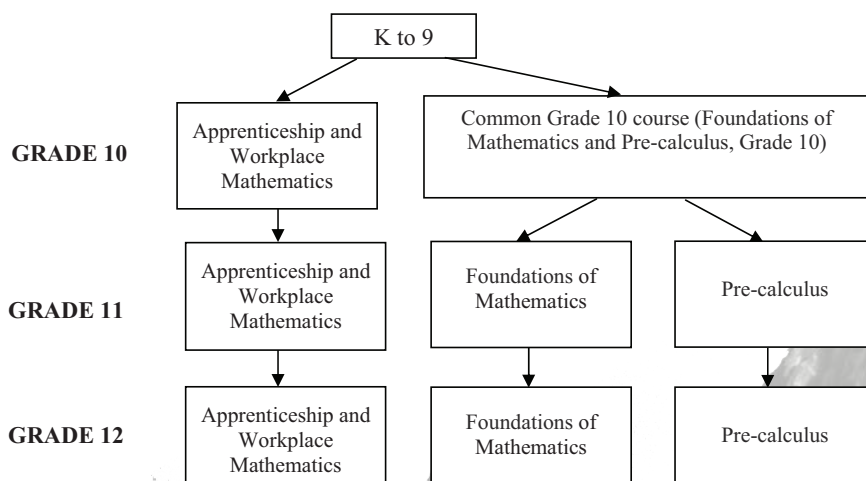 K to 9
GRADE 10
Apprenticeship and
Workplace
Mathematics
Common Grade 10 course (Foundations of
Mathematics and Pre-calculus, Grade 10)
GRADE 11
Apprenticeship and
Workplace
Mathematics
Foundations of
Mathematics
Pre-calculus
GRADE 12
Apprenticeship and
Workplace
Mathematics
Foundations of
Mathematics
Pre-calculus